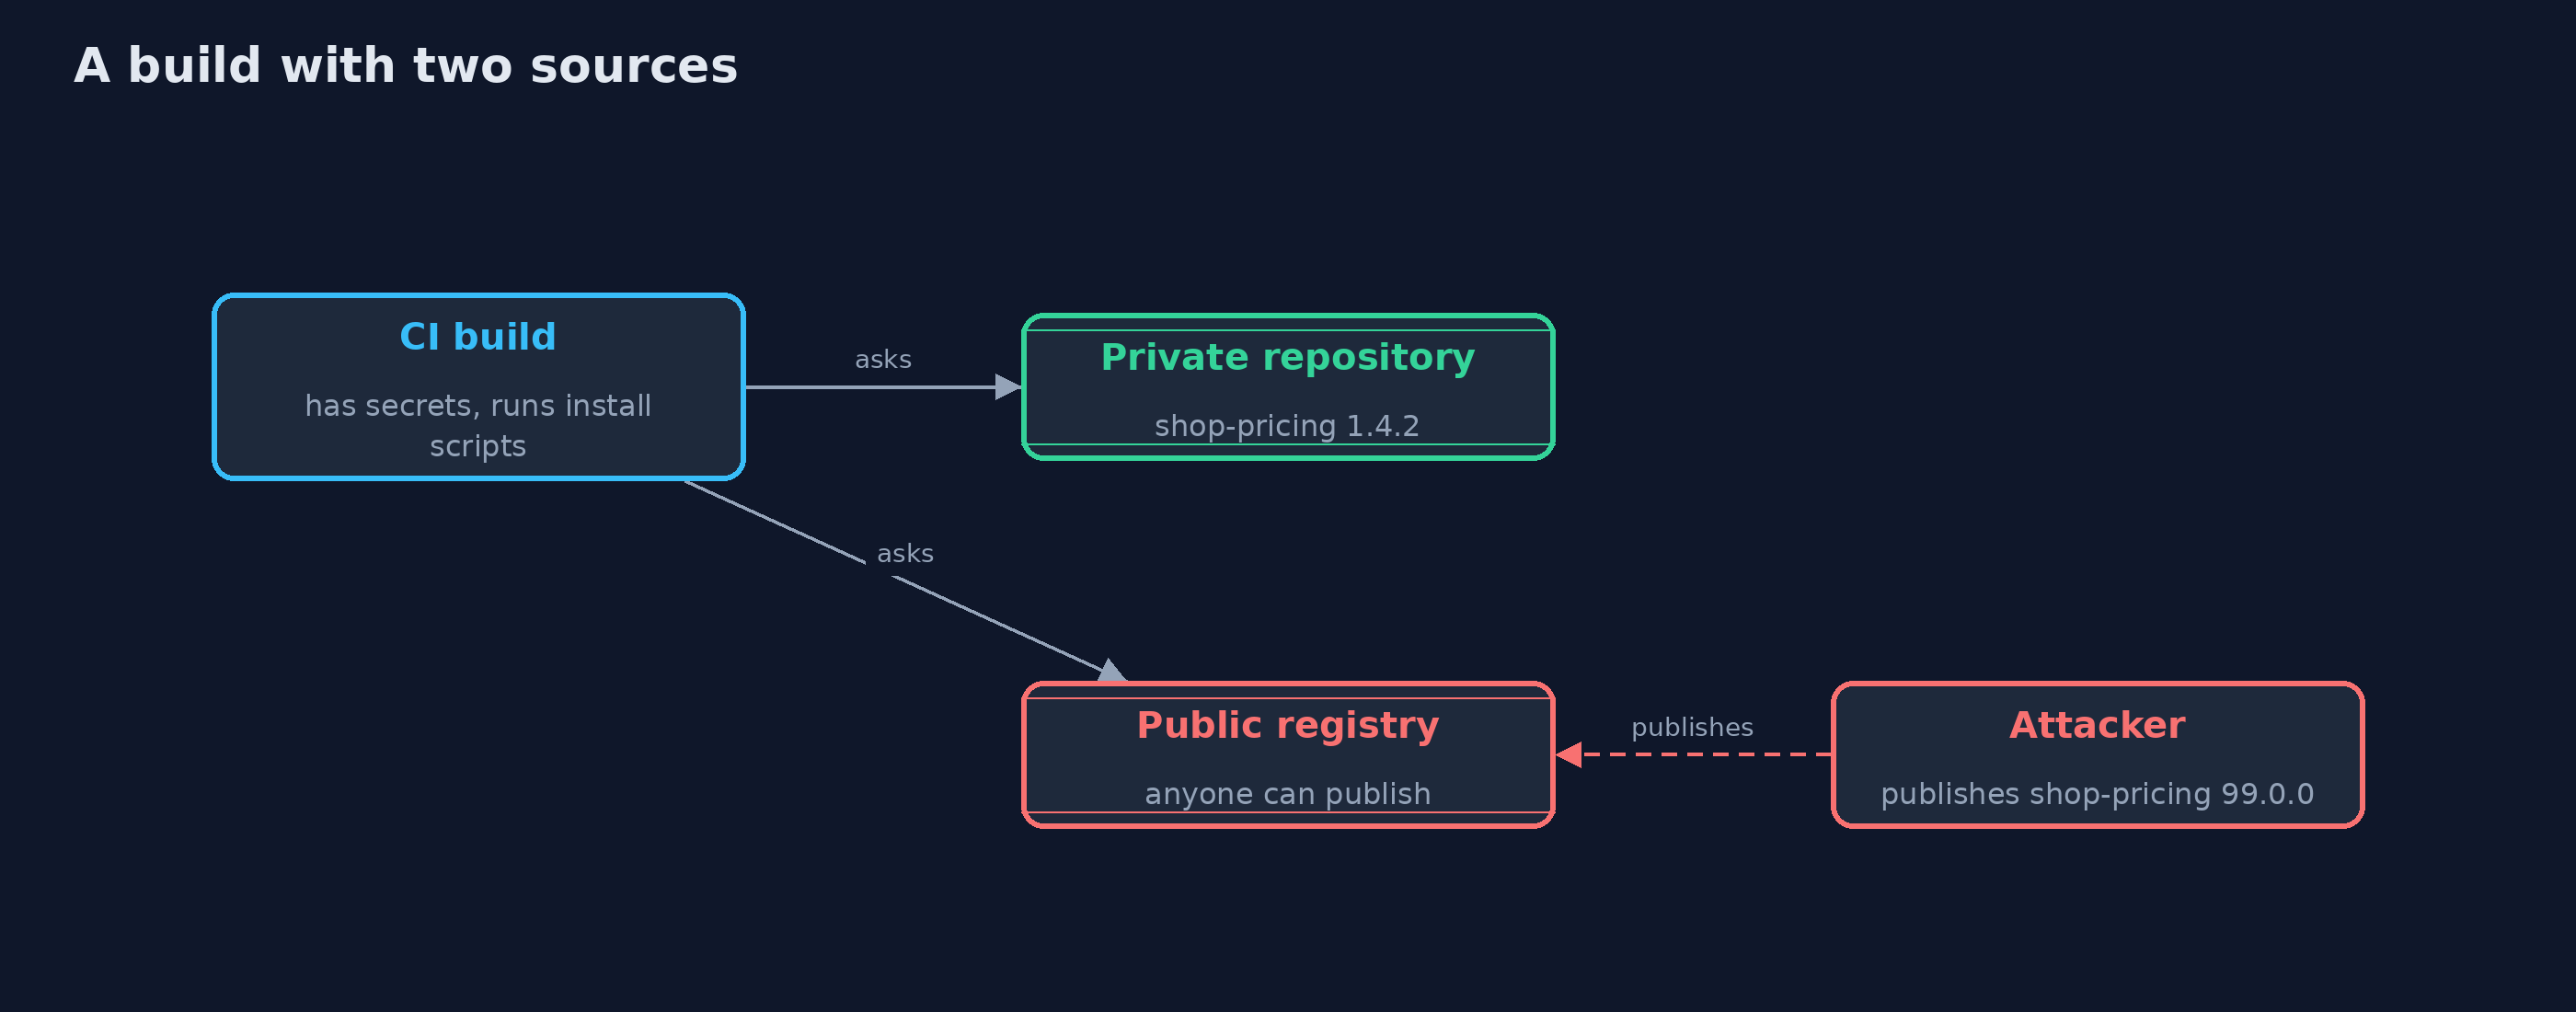 A build with two sources
CI build
has secrets, runs install
scripts
asks
Private repository
shop-pricing 1.4.2
asks
Public registry
anyone can publish
publishes
Attacker
publishes shop-pricing 99.0.0